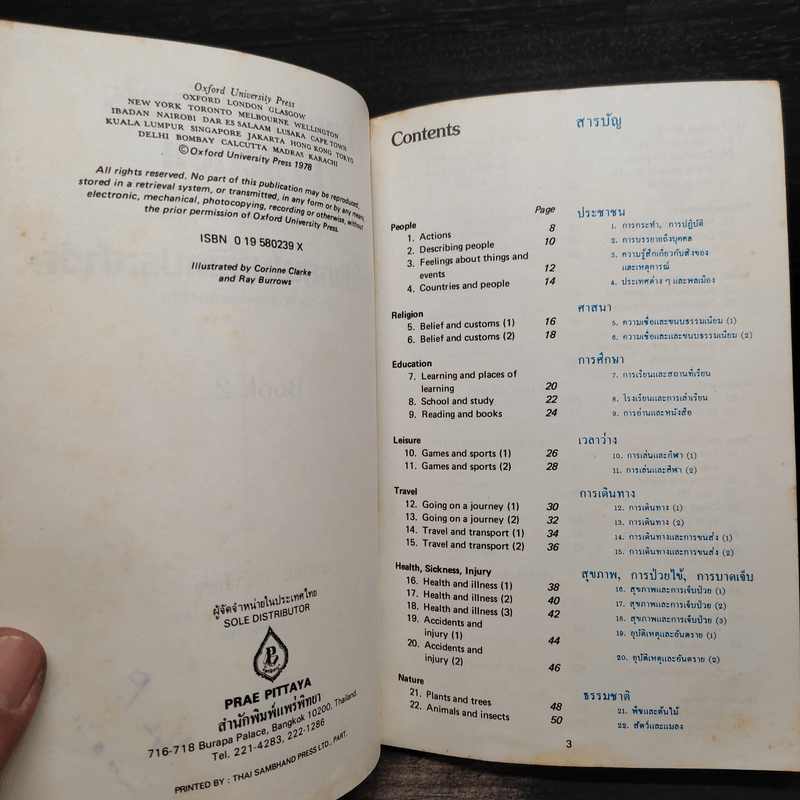 Oxford University Press
OXFORD LONDON GLASGOW
NEW YORK TORONTO MELBOURNE WELLINGTON
IBADAN NAIROBI DAR ES SALAAM LUSAKA CAPE TOWN
KUALA LUMPUR SINGAPORE JAKARTA HONG KONG TOKYO
DELHI BOMBAY CALCUTTA MADRAS KARACHI
©Oxford University Press 1978
All rights reserved. No part of this publication may be reproduced,
stored in a retrieval system, or transmitted, in any form or by any means,
electronic, mechanical, photocopying, recording or otherwise, without
the prior permission of Oxford University Press.
ISBN 0 19 580239 X
Illustrated by Corinne Clarke
and Ray Burrows
ผู้จัดจำหน่ายในประเทศไทย
SOLE DISTRIBUTOR
PRAE PITTAYA
สำนักพิมพ์แพร่พิทยา
716-718 Burapa Palace, Bangkok 10200, Thailand.
Tel. 221-4283, 222-1286
PRINTED BY : THAI SAMBHAND PRESS LTD., PART.
Contents
Page
People
1. Actions 8
2. Describing people 10
3. Feelings about things and
events 12
4. Countries and people 14
Religion
5. Belief and customs (1) 16
6. Belief and customs (2) 18
Education
7. Learning and places of
learning 20
8. School and study 22
9. Reading and books 24
Leisure
10. Games and sports (1) 26
11. Games and sports (2) 28
Travel
12. Going on a journey (1) 30
13. Going on a journey (2) 32
14. Travel and transport (1) 34
15. Travel and transport (2) 36
Health, Sickness, Injury
16. Health and illness (1) 38
17. Health and illness (2) 40
18. Health and illness (3) 42
19. Accidents and
injury (1) 44
20. Accidents and
injury (2) 46
Nature
21. Plants and trees 48
22. Animals and insects 50
สารบัญ
ประชาชน
1. การกระทำ, การปฏิบัติ
2. การบรรยายถึงบุคคล
3. ความรู้สึกเกี่ยวกับสิ่งของ
และเหตุการณ์
4. ประเทศต่าง ๆ และพลเมือง
ศาสนา
5. ความเชื่อและขนบธรรมเนียม (1)
6. ความเชื่อและและขนบธรรมเนียม (2)
การศึกษา
7. การเรียนและสถานที่เรียน
8. โรงเรียนและการเล่าเรียน
9. การอ่านและหนังสือ
เวลาว่าง
10. การเล่นและกีฬา (1)
11. การเล่นและกีฬา (2)
การเดินทาง
12. การเดินทาง (1)
13. การเดินทาง (2)
14. การเดินทางและการขนส่ง (1)
15. การเดินทางและการขนส่ง (2)
สุขภาพ, การป่วยไข้, การบาดเจ็บ
16. สุขภาพและการเจ็บป่วย (1)
17. สุขภาพและการเจ็บป่วย (2)
18. สุขภาพและการเจ็บป่วย (3)
19. อุบัติเหตุและอันตราย (1)
20. อุบัติเหตุและอันตราย (2)
ธรรมชาติ
21. พืชและต้นไม้
22. สัตว์และแมลง
3